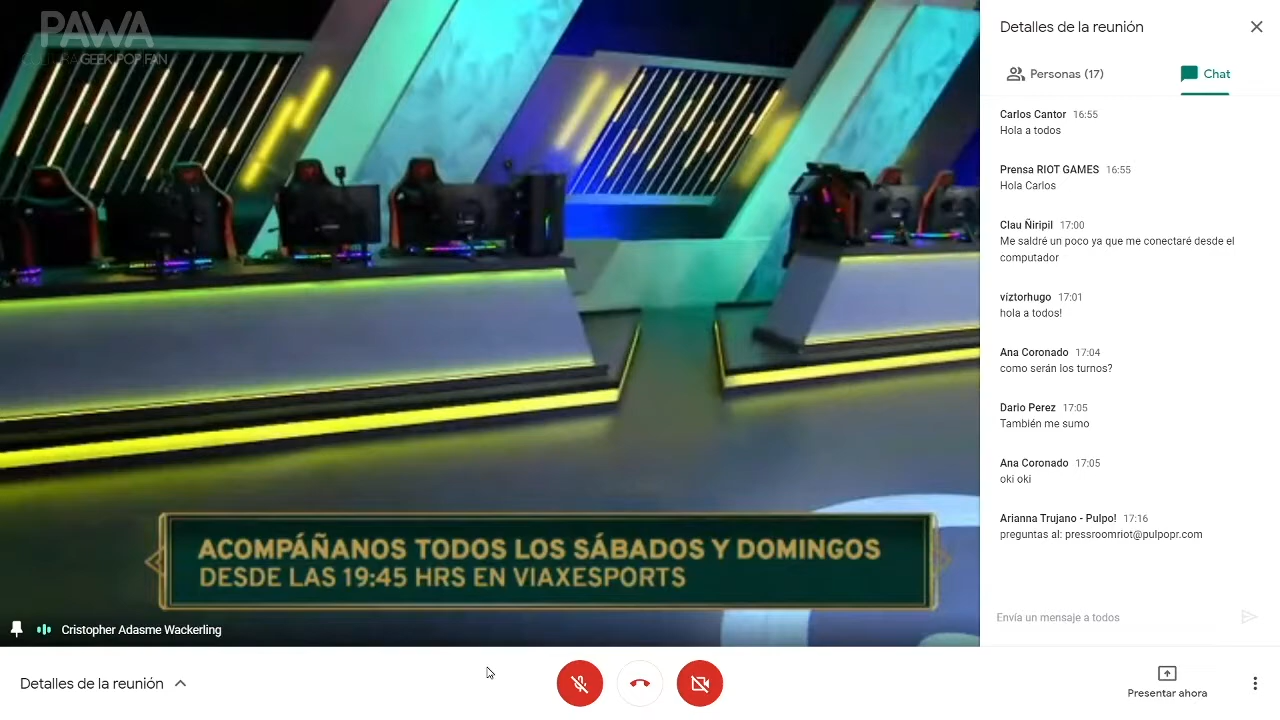 PAWA
CULTURA GEEK POP FAN
ACOMPÁÑANOS TODOS LOS SÁBADOS Y DOMINGOS
DESDE LAS 19:45 HRS EN VIAXESPORTS
Cristopher Adasme Wackerling
Detalles de la reunión
Detalles de la reunión
Personas (17)
Chat
Carlos Cantor 16:55
Hola a todos
Prensa RIOT GAMES 16:55
Hola Carlos
Clau Ñiripil 17:00
Me saldré un poco ya que me conectaré desde el
computador
víztorhugo 17:01
hola a todos!
Ana Coronado 17:04
como serán los turnos?
Dario Perez 17:05
También me sumo
Ana Coronado 17:05
oki oki
Arianna Trujano - Pulpo! 17:16
preguntas al: pressroomriot@pulpopr.com
Envía un mensaje a todos
Presentar ahora